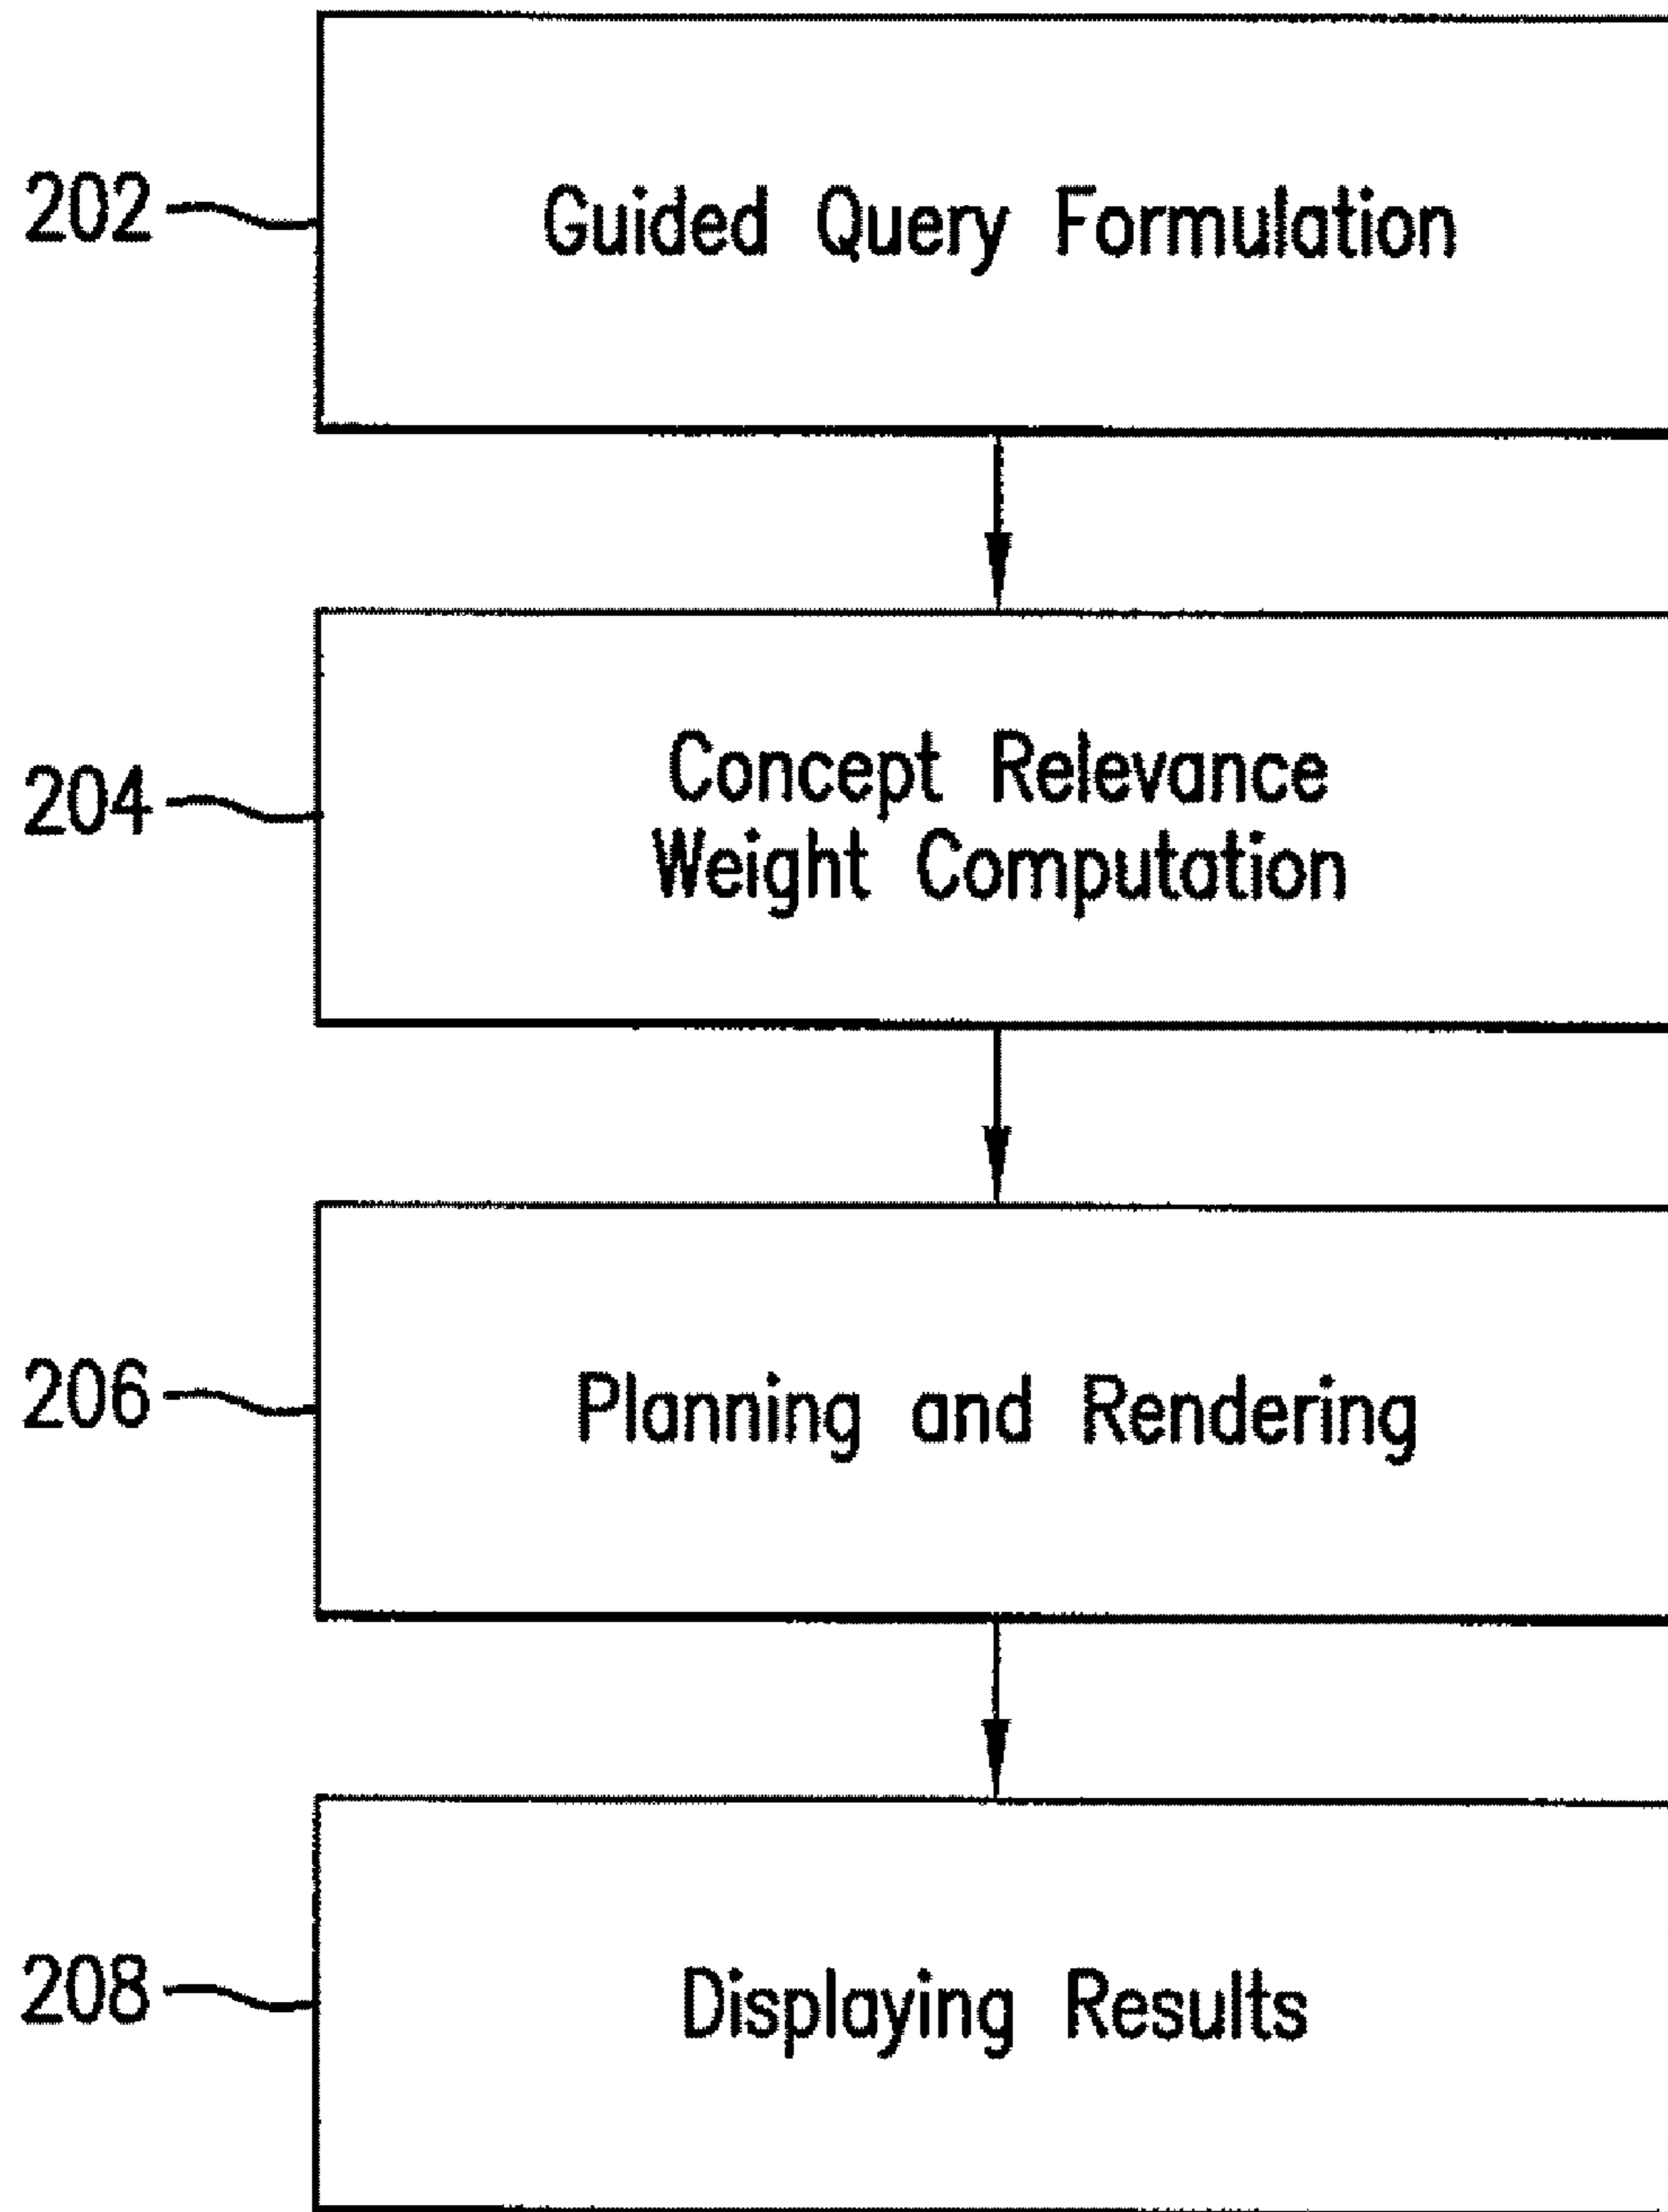 202
Guided Query Formulation
204
Concept Relevance
Weight Computation
206
Planning and Rendering
208
Displaying Results